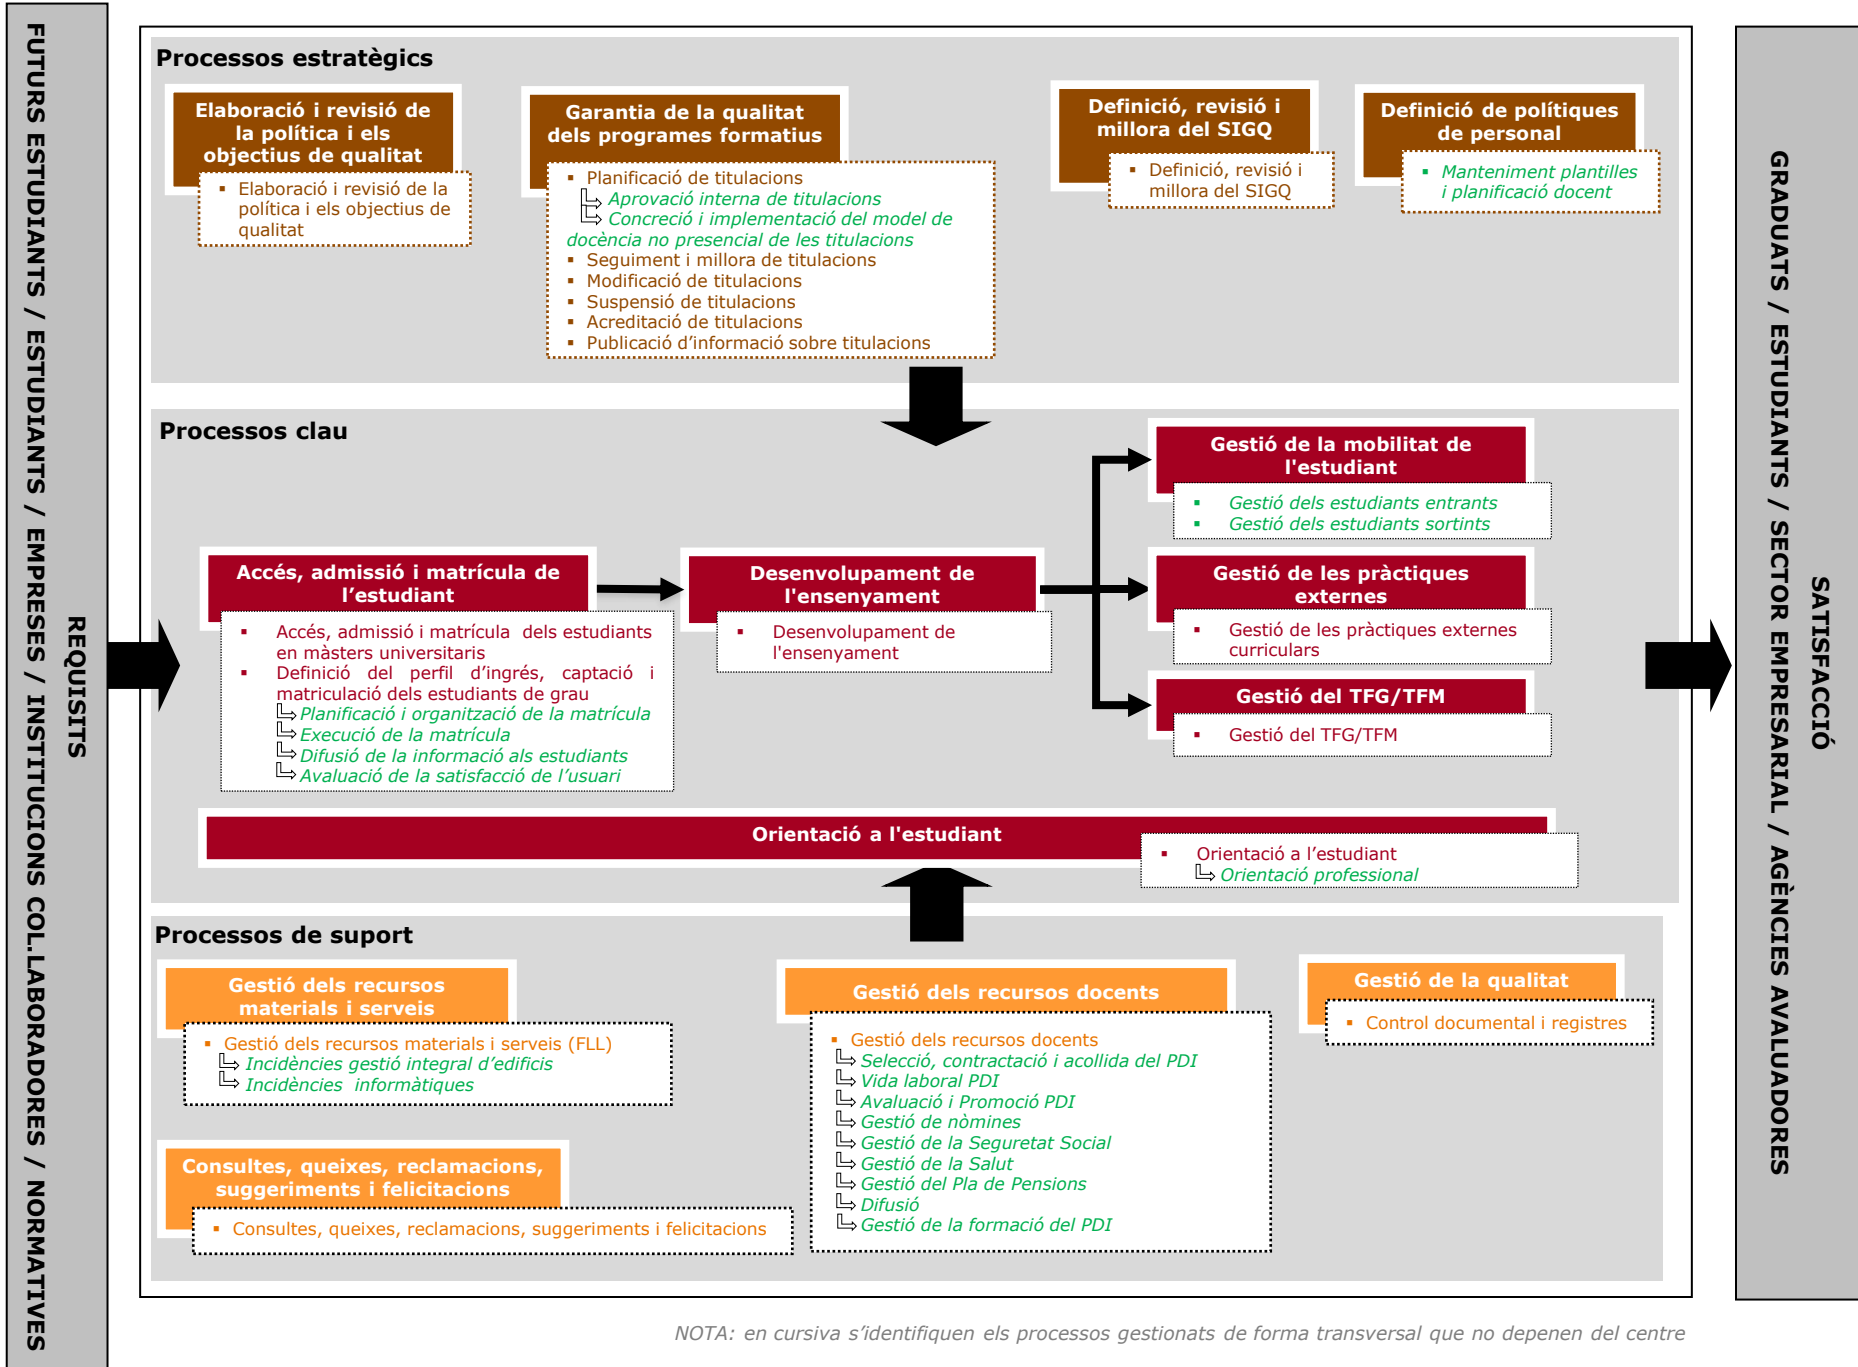 FUTURS ESTUDIANTS / ESTUDIANTS / EMPRESES / INSTITUCIONS COL.LABORADORES / NORMATIVES
REQUISITS
Processos estratègics
Elaboració i revisió de
la política i els
objectius de qualitat
▪ Elaboració i revisió de la
política i els objectius de
qualitat
Garantia de la qualitat
dels programes formatius
▪ Planificació de titulacions
Aprovació interna de titulacions
Concreció i implementació del model de
docència no presencial de les titulacions
▪ Seguiment i millora de titulacions
▪ Modificació de titulacions
▪ Suspensió de titulacions
▪ Acreditació de titulacions
▪ Publicació d’informació sobre titulacions
Definició, revisió i
millora del SIGQ
▪ Definició, revisió i
millora del SIGQ
Definició de polítiques
de personal
▪ Manteniment plantilles
i planificació docent
Processos clau
Accés, admissió i matrícula de
l’estudiant
▪ Accés, admissió i matrícula dels estudiants
en màsters universitaris
▪ Definició del perfil d’ingrés, captació i
matriculació dels estudiants de grau
Planificació i organització de la matrícula
Execució de la matrícula
Difusió de la informació als estudiants
Avaluació de la satisfacció de l’usuari
Desenvolupament de
l'ensenyament
▪ Desenvolupament de
l'ensenyament
Gestió de la mobilitat de
l'estudiant
▪ Gestió dels estudiants entrants
▪ Gestió dels estudiants sortints
Gestió de les pràctiques
externes
▪ Gestió de les pràctiques externes
curriculars
Gestió del TFG/TFM
▪ Gestió del TFG/TFM
Orientació a l'estudiant
▪ Orientació a l’estudiant
Orientació professional
Processos de suport
Gestió dels recursos
materials i serveis
▪ Gestió dels recursos materials i serveis (FLL)
Incidències gestió integral d’edificis
Incidències informàtiques
Consultes, queixes, reclamacions,
suggeriments i felicitacions
▪ Consultes, queixes, reclamacions, suggeriments i felicitacions
Gestió dels recursos docents
▪ Gestió dels recursos docents
Selecció, contractació i acollida del PDI
Vida laboral PDI
Avaluació i Promoció PDI
Gestió de nòmines
Gestió de la Seguretat Social
Gestió de la Salut
Gestió del Pla de Pensions
Difusió
Gestió de la formació del PDI
Gestió de la qualitat
▪ Control documental i registres
SATISFACCIÓ
GRADUATS / ESTUDIANTS / SECTOR EMPRESARIAL / AGÈNCIES AVALUADORES
NOTA: en cursiva s’identifiquen els processos gestionats de forma transversal que no depenen del centre